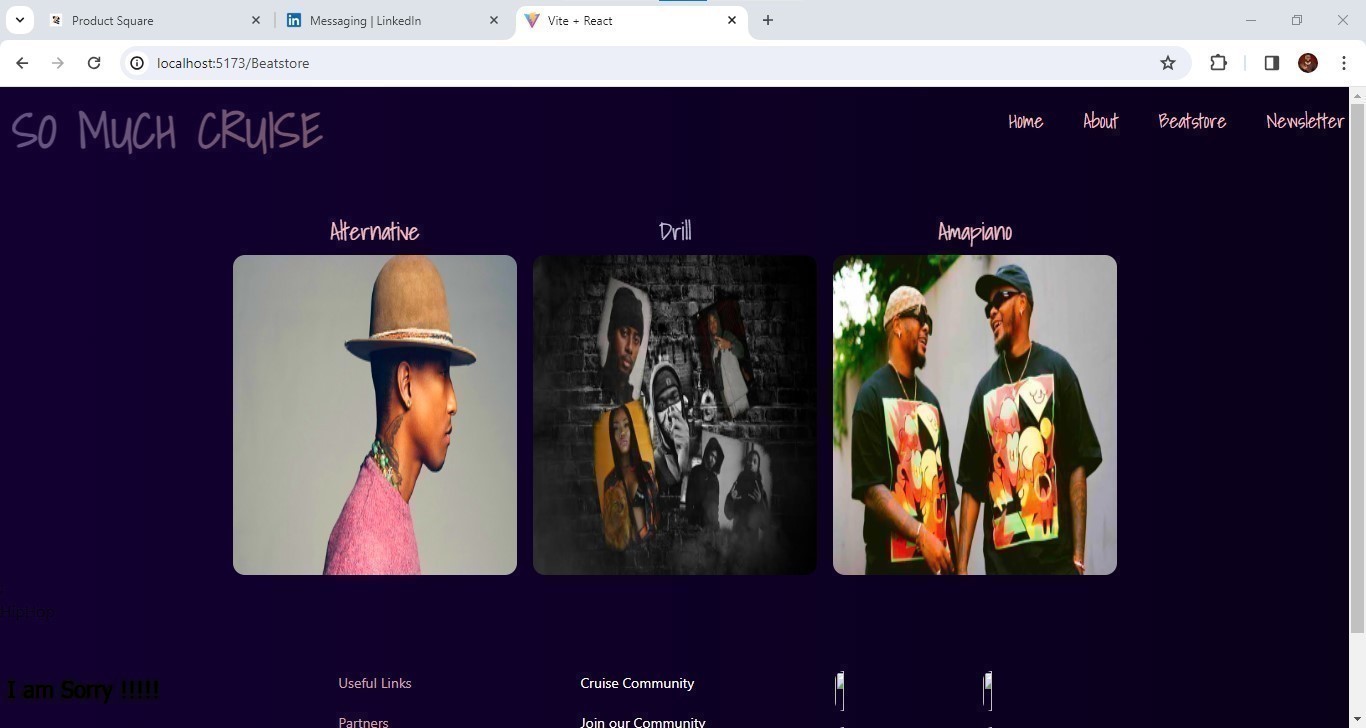 Product Square
Messaging | LinkedIn
Vite + React
localhost:5173/Beatstore
SO MUCH CRUISE
Home About Beatstore Newsletter
Alternative Drill Amapiano
I am Sorry !!!!!
Useful Links Cruise Community
Partners Join our Community